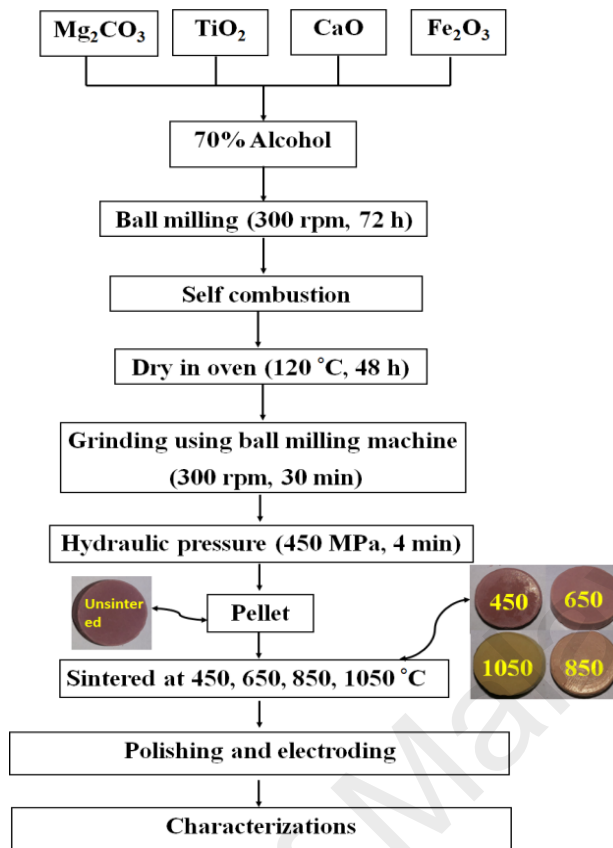 Mg₂CO₃ TiO₂ CaO Fe₂O₃
70% Alcohol
Ball milling (300 rpm, 72 h)
Self combustion
Dry in oven (120 °C, 48 h)
Grinding using ball milling machine
(300 rpm, 30 min)
Hydraulic pressure (450 MPa, 4 min)
Unsinter
ed
Pellet
450 650
1050 850
Sintered at 450, 650, 850, 1050 °C
Polishing and electroding
Characterizations